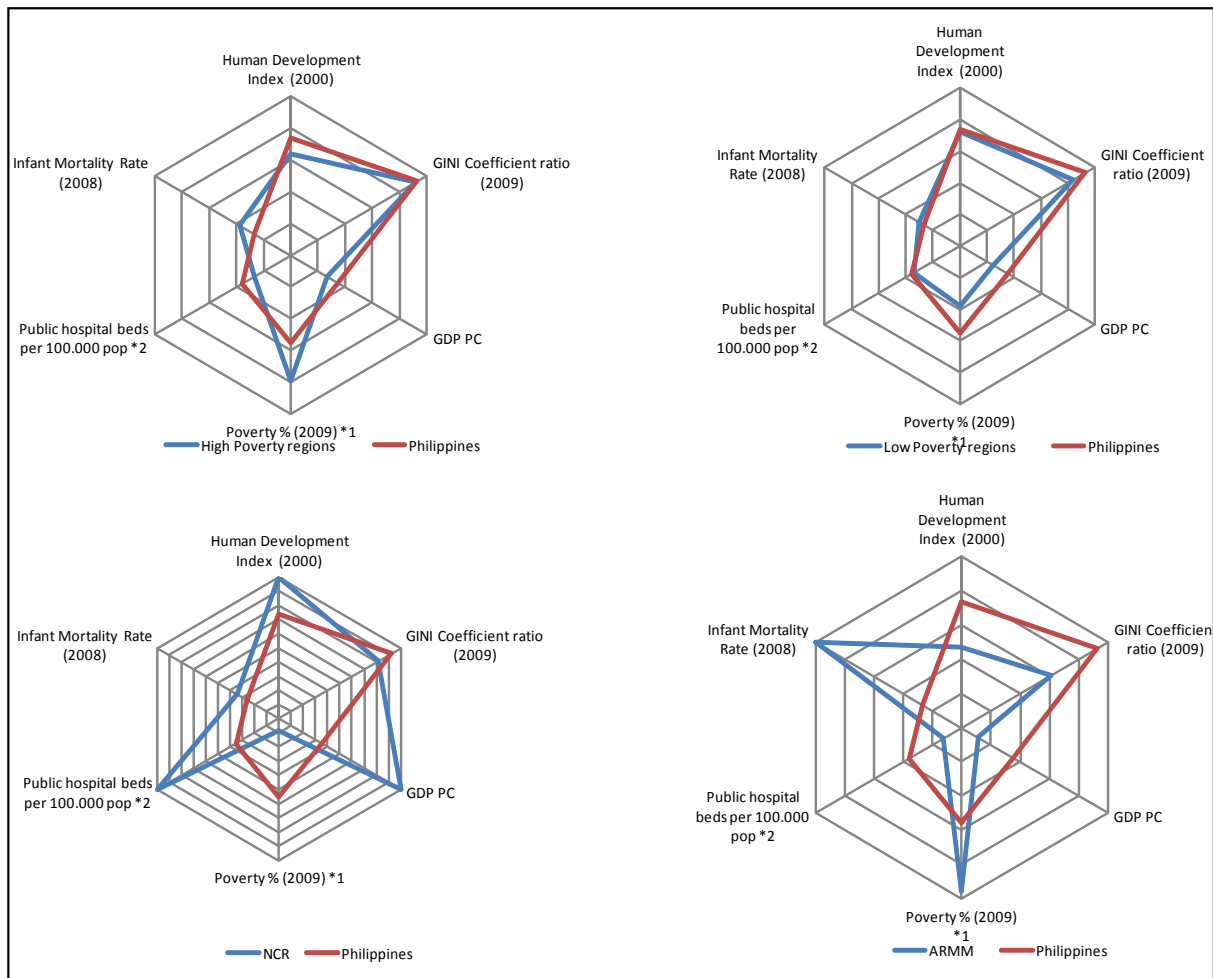 Human Development
Index (2000)
GINI Coefficient ratio
(2009)
GDP PC
Poverty % (2009) *1
Public hospital beds
per 100.000 pop *2
Infant Mortality Rate
(2008)
High Poverty regions
Philippines
Human
Development
Index (2000)
GINI Coefficient
ratio (2009)
GDP PC
Poverty % (2009)
*1
Public hospital
beds per
100.000 pop *2
Infant Mortality
Rate (2008)
Low Poverty regions
Philippines
Human Development
Index (2000)
GINI Coefficient ratio
(2009)
GDP PC
Poverty % (2009) *1
Public hospital beds
per 100.000 pop *2
Infant Mortality Rate
(2008)
NCR
Philippines
Human
Development
Index (2000)
GINI Coefficien
ratio (2009)
GDP PC
Poverty % (2009)
*1
Public hospital
beds per 100.000
pop *2
Infant Mortality
Rate (2008)
ARMM
Philippines